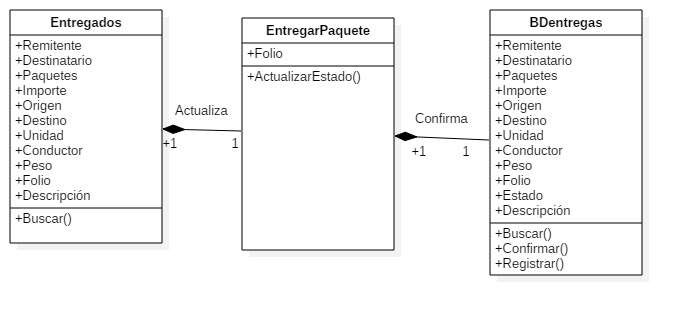 Entregados
+Remitente
+Destinatario
+Paquetes
+Importe
+Origen
+Destino
+Unidad
+Conductor
+Peso
+Folio
+Descripción
+Buscar()
Actualiza
+1
1
EntregarPaquete
+Folio
+ActualizarEstado()
Confirma
+1
1
BDentregas
+Remitente
+Destinatario
+Paquetes
+Importe
+Origen
+Destino
+Unidad
+Conductor
+Peso
+Folio
+Estado
+Descripción
+Buscar()
+Confirmar()
+Registrar()